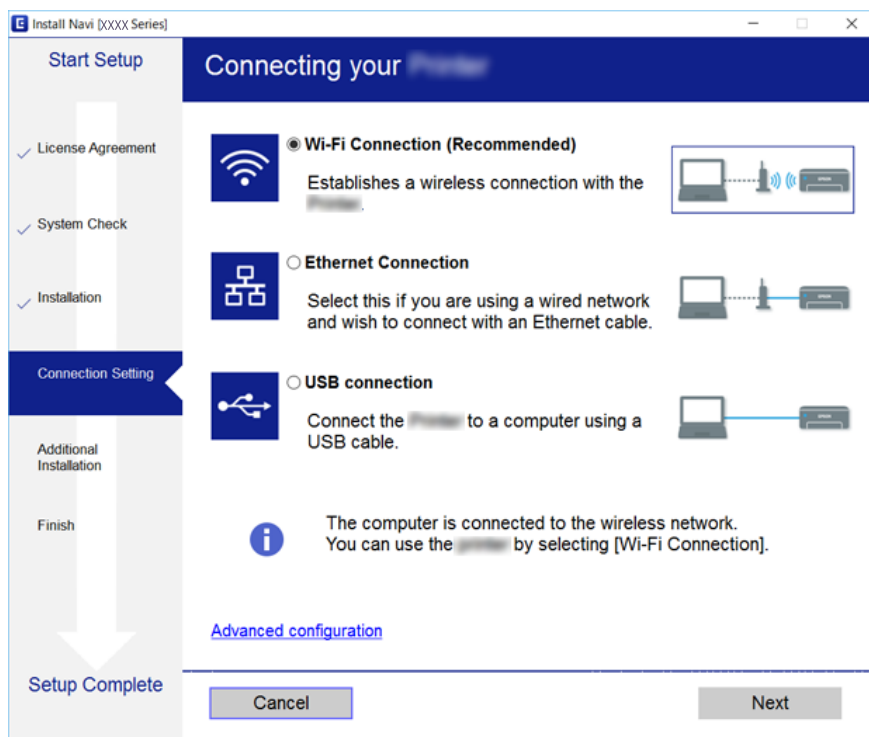 Install Navi [XXXX Series]
Start Setup
License Agreement
System Check
Installation
Connection Setting
Additional
Installation
Finish
Setup Complete
Connecting your
Wi-Fi Connection (Recommended)
Establishes a wireless connection with the
.
EPSON
Ethernet Connection
Select this if you are using a wired network
and wish to connect with an Ethernet cable.
EPSON
USB connection
Connect the to a computer using a
USB cable.
EPSON
The computer is connected to the wireless network.
You can use the by selecting [Wi-Fi Connection].
Advanced configuration
Cancel
Next